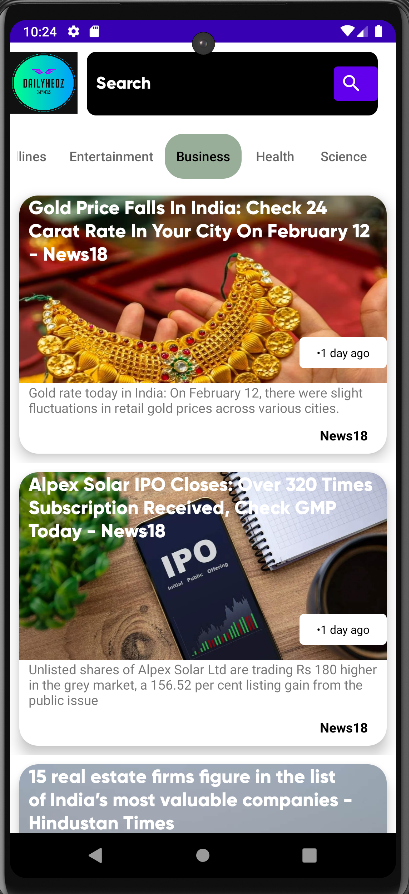 10:24
DAILYHEDZ
Search
llines
Entertainment
Business
Health
Science
Gold Price Falls In India: Check 24
Carat Rate In Your City On February 12
- News18
•1 day ago
Gold rate today in India: On February 12, there were slight
fluctuations in retail gold prices across various cities.
News18
Alpex Solar IPO Closes: Over 320 Times
Subscription Received, Check GMP
Today - News18
IPO
Initial Public Offering
•1 day ago
Unlisted shares of Alpex Solar Ltd are trading Rs 180 higher
in the grey market, a 156.52 per cent listing gain from the
public issue
News18
15 real estate firms figure in the list
of India's most valuable companies -
Hindustan Times